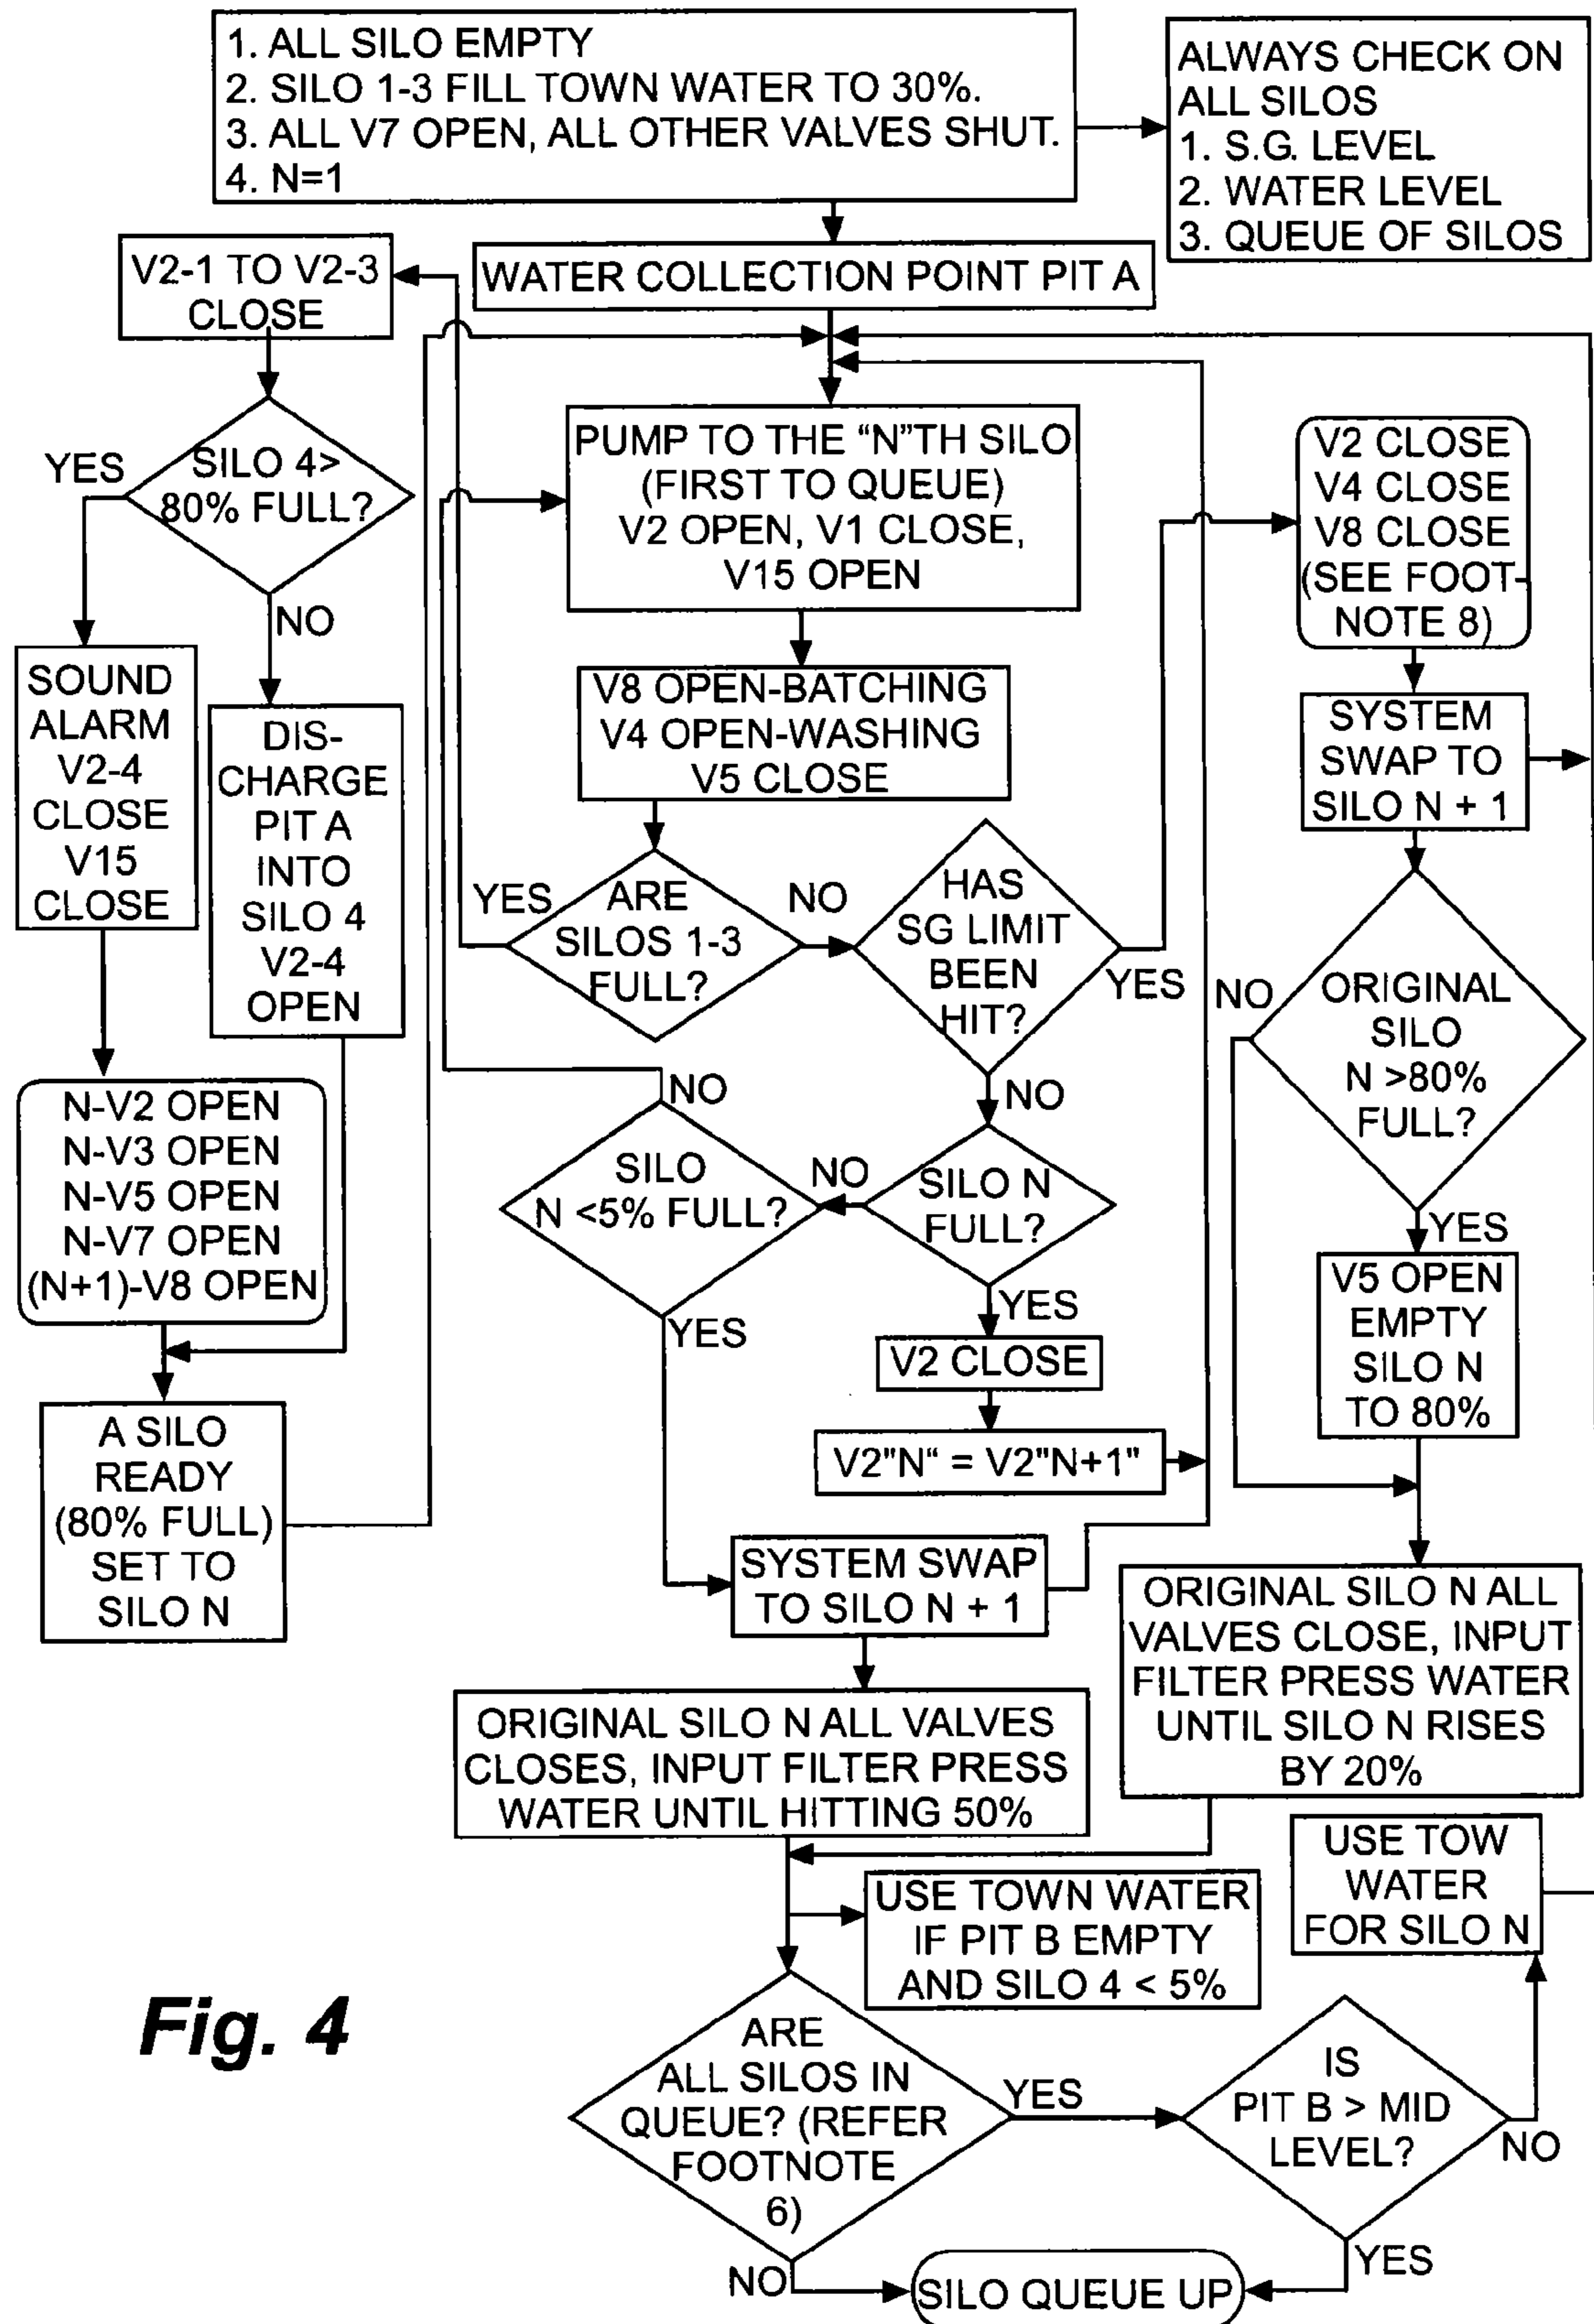 1. ALL SILO EMPTY
2. SILO 1-3 FILL TOWN WATER TO 30%.
3. ALL V7 OPEN, ALL OTHER VALVES SHUT.
4. N=1
ALWAYS CHECK ON
ALL SILOS
1. S.G. LEVEL
2. WATER LEVEL
3. QUEUE OF SILOS
WATER COLLECTION POINT PIT A
V2-1 TO V2-3
CLOSE
YES
SILO 4>
80% FULL?
NO
SOUND
ALARM
V2-4
CLOSE
V15
CLOSE
DIS-
CHARGE
PIT A
INTO
SILO 4
V2-4
OPEN
N-V2 OPEN
N-V3 OPEN
N-V5 OPEN
N-V7 OPEN
(N+1)-V8 OPEN
A SILO
READY
(80% FULL)
SET TO
SILO N
PUMP TO THE “N”TH SILO
(FIRST TO QUEUE)
V2 OPEN, V1 CLOSE,
V15 OPEN
V8 OPEN-BATCHING
V4 OPEN-WASHING
V5 CLOSE
YES
ARE
SILOS 1-3
FULL?
NO
HAS
SG LIMIT
BEEN
HIT?
YES
NO
SILO N
FULL?
NO
SILO
N <5% FULL?
NO
YES
YES
V2 CLOSE
V2"N“ = V2"N+1"
SYSTEM SWAP
TO SILO N + 1
ORIGINAL SILO N ALL VALVES
CLOSES, INPUT FILTER PRESS
WATER UNTIL HITTING 50%
V2 CLOSE
V4 CLOSE
V8 CLOSE
(SEE FOOT-
NOTE 8)
SYSTEM
SWAP TO
SILO N + 1
NO
ORIGINAL
SILO
N >80%
FULL?
YES
V5 OPEN
EMPTY
SILO N
TO 80%
ORIGINAL SILO N ALL
VALVES CLOSE, INPUT
FILTER PRESS WATER
UNTIL SILO N RISES
BY 20%
USE TOWN WATER
IF PIT B EMPTY
AND SILO 4 < 5%
USE TOW
WATER
FOR SILO N
ARE
ALL SILOS IN
QUEUE? (REFER
FOOTNOTE
6)
YES
IS
PIT B > MID
LEVEL?
NO
YES
NO
SILO QUEUE UP
Fig. 4